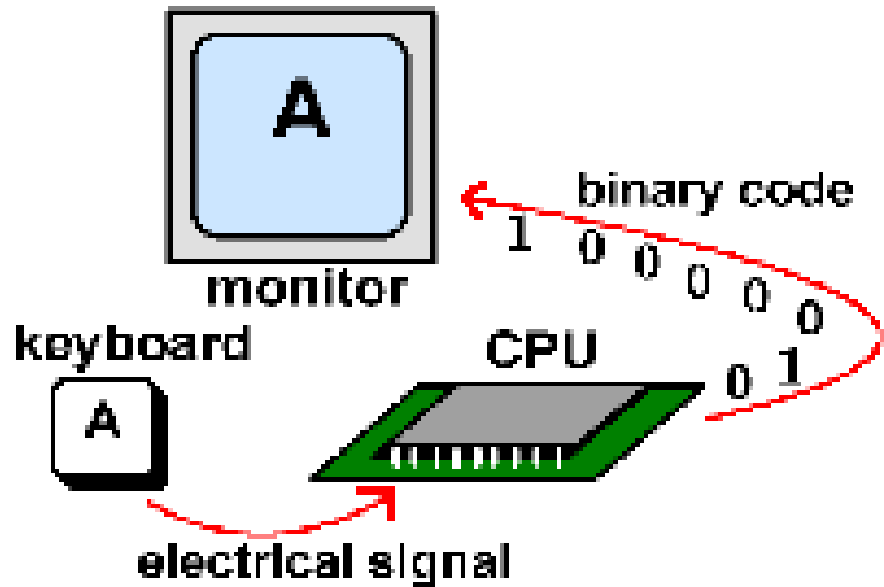 A
monitor
binary code
1 0 0 0 0 0
1 0
keyboard
CPU
A
electrical signal